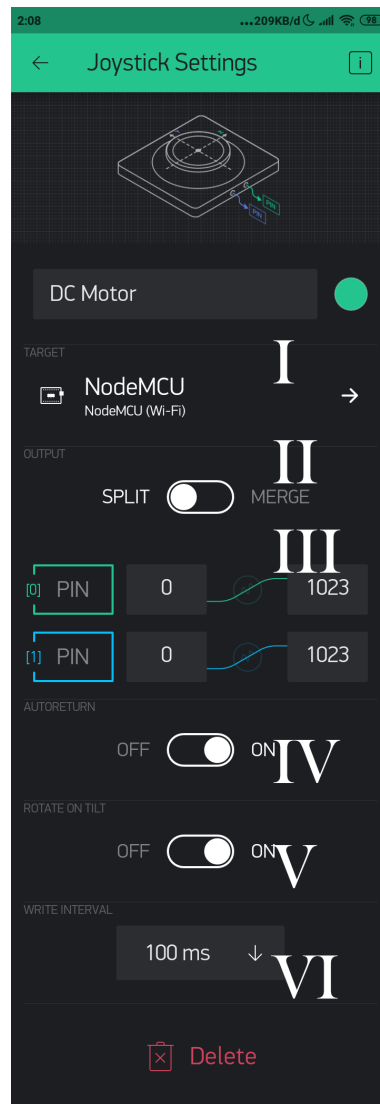 2:08 ...209KB/d 98
← Joystick Settings i
PIN
PIN
DC Motor
TARGET
I
NodeMCU →
NodeMCU (Wi-Fi)
OUTPUT
II
SPLIT MERGE
III
[0] PIN 0 1023
[1] PIN 0 1023
AUTORETURN
OFF ON IV
ROTATE ON TILT
OFF ON V
WRITE INTERVAL
100 ms ↓ VI
Delete